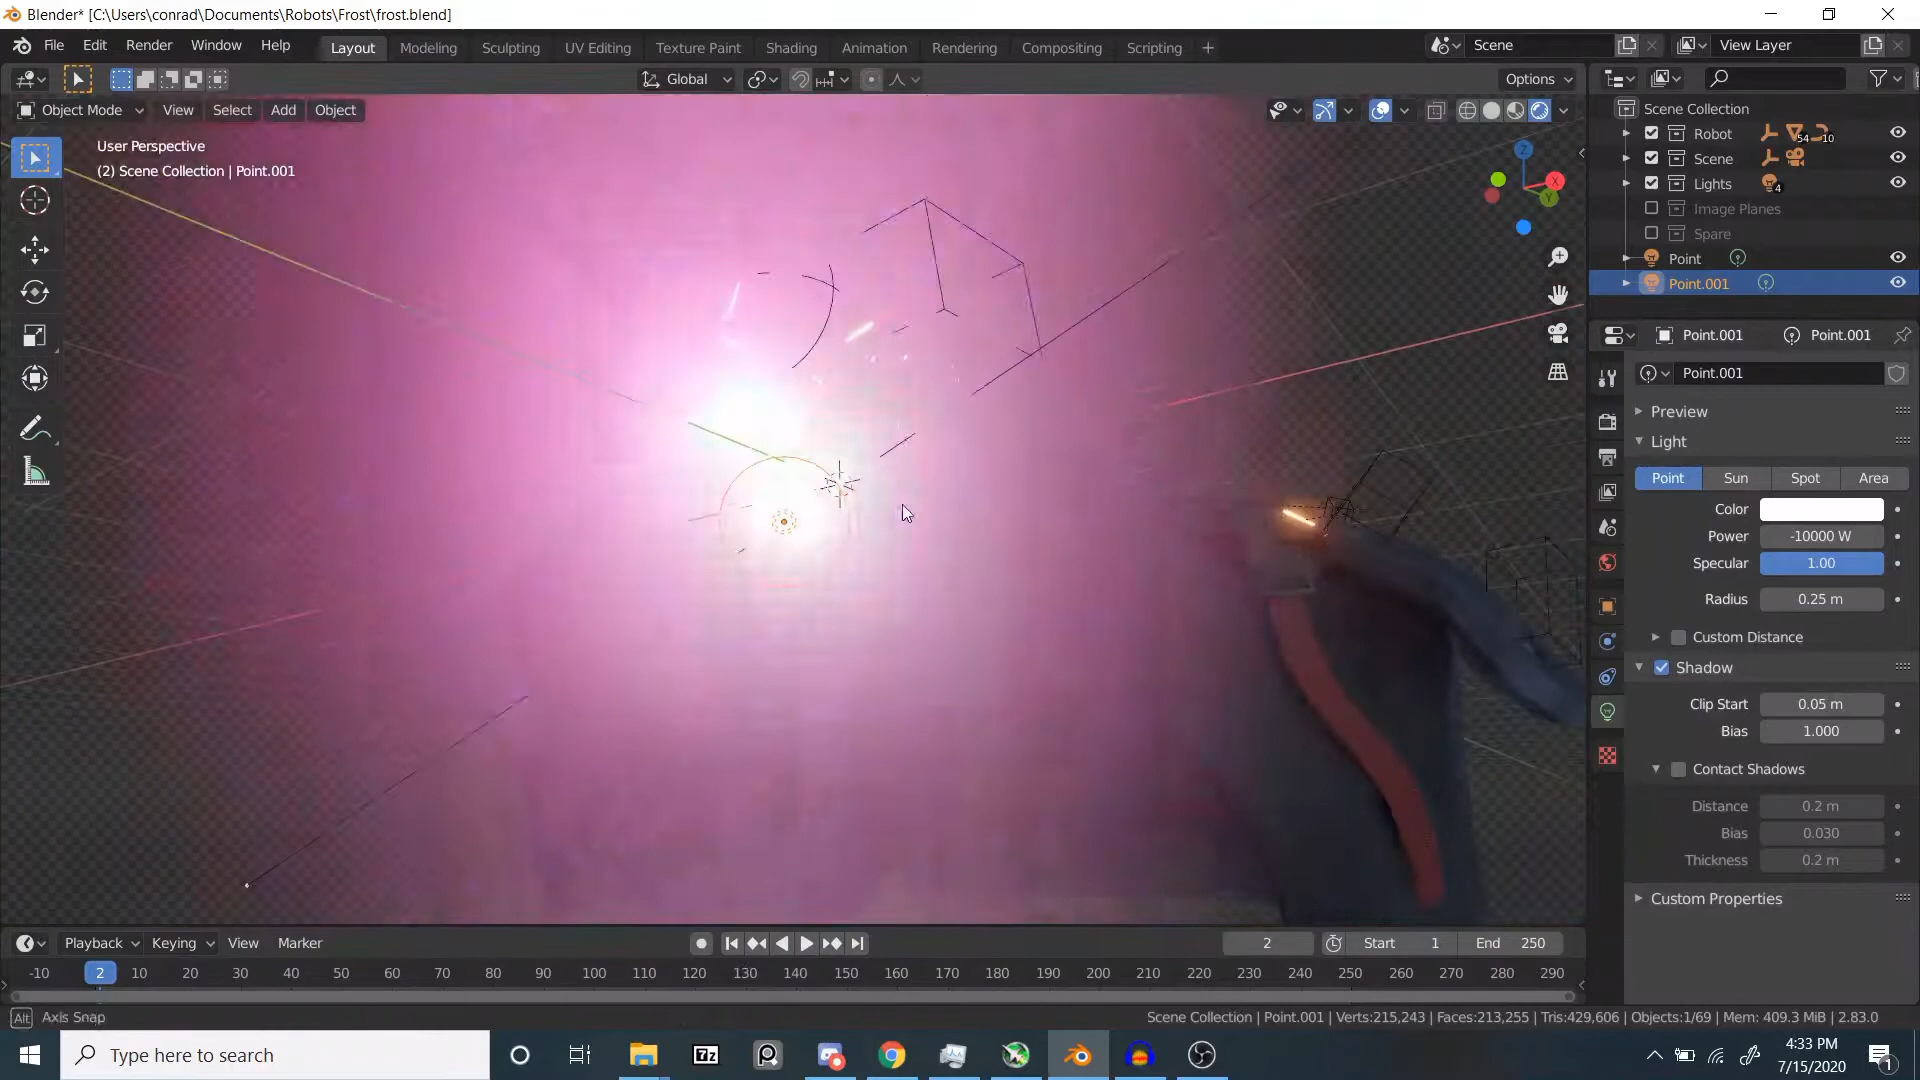 Blender* [C:\Users\conrad\Documents\Robots\Frost\frost.blend]
File Edit Render Window Help Layout Modeling Sculpting UV Editing Texture Paint Shading Animation Rendering Compositing Scripting + Scene View Layer
Global Options
Object Mode View Select Add Object
User Perspective
(2) Scene Collection | Point.001
Z
X
Y
Scene Collection
Robot 54 10
Scene
Lights 4
Image Planes
Spare
Point
Point.001
Point.001 Point.001
Point.001
Preview
Light
Point Sun Spot Area
Color
Power -10000 W
Specular 1.00
Radius 0.25 m
Custom Distance
Shadow
Clip Start 0.05 m
Bias 1.000
Contact Shadows
Distance 0.2 m
Bias 0.030
Thickness 0.2 m
Custom Properties
Playback Keying View Marker 2 Start 1 End 250
-10 2 10 20 30 40 50 60 70 80 90 100 110 120 130 140 150 160 170 180 190 200 210 220 230 240 250 260 270 280 290
Alt Axis Snap Scene Collection | Point.001 | Verts:215,243 | Faces:213,255 | Tris:429,606 | Objects:1/69 | Mem: 409.3 MiB | 2.83.0
Type here to search 4:33 PM
7/15/2020 1